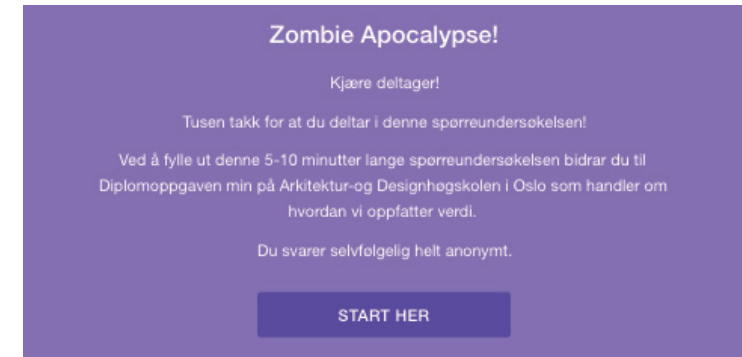 Zombie Apocalypse!
Kjære deltager!
Tusen takk for at du deltar i denne spørreundersøkelsen!
Ved å fylle ut denne 5-10 minutter lange spørreundersøkelsen bidrar du til
Diplomoppgaven min på Arkitektur-og Designhøgskolen i Oslo som handler om
hvordan vi oppfatter verdi.
Du svarer selvfølgelig helt anonymt.
START HER